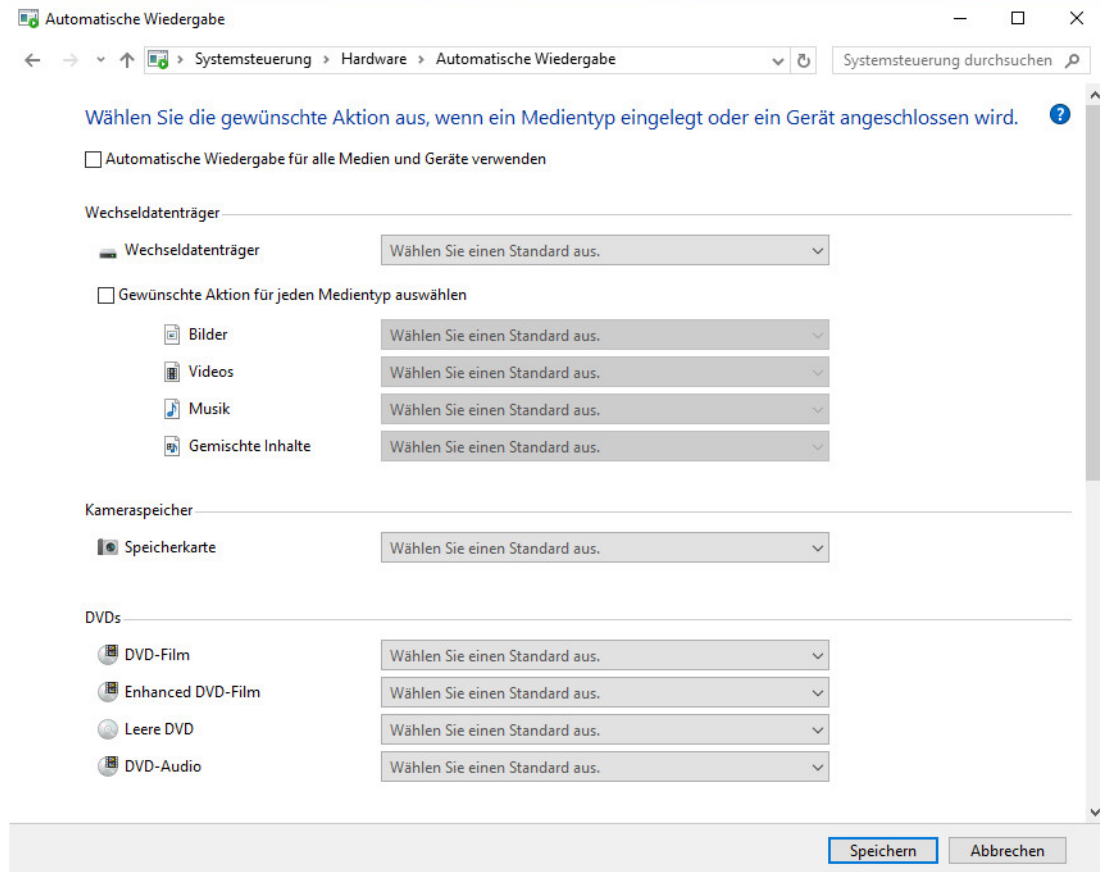 Automatische Wiedergabe
Systemsteuerung > Hardware > Automatische Wiedergabe
Systemsteuerung durchsuchen
Wählen Sie die gewünschte Aktion aus, wenn ein Medientyp eingelegt oder ein Gerät angeschlossen wird.
Automatische Wiedergabe für alle Medien und Geräte verwenden
Wechseldatenträger
Wechseldatenträger Wählen Sie einen Standard aus.
Gewünschte Aktion für jeden Medientyp auswählen
Bilder Wählen Sie einen Standard aus.
Videos Wählen Sie einen Standard aus.
Musik Wählen Sie einen Standard aus.
Gemischte Inhalte Wählen Sie einen Standard aus.
Kameraspeicher
Speicherkarte Wählen Sie einen Standard aus.
DVDs
DVD-Film Wählen Sie einen Standard aus.
Enhanced DVD-Film Wählen Sie einen Standard aus.
Leere DVD Wählen Sie einen Standard aus.
DVD-Audio Wählen Sie einen Standard aus.
Speichern Abbrechen